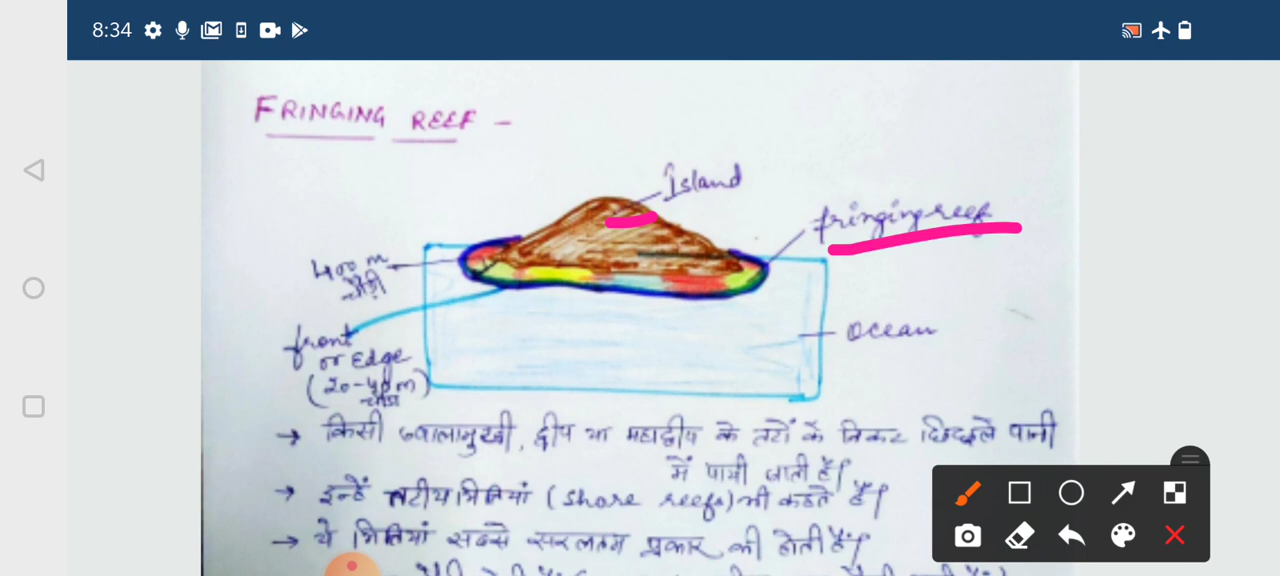 8:34
FRINGING REEF -
Island
fringing reef
400 m
चौड़ी
Ocean
front
or Edge
(20-40 m)
→ किसी ज्वालामुखी, द्वीप या महाद्वीप के तटों के निकट छिछले पानी
में पायी जाती हैं।
→ इन्हें तटीय भित्तियां (Shore reefs) भी कहते हैं।
→ ये भित्तियां सबसे सरलतम प्रकार की होती हैं।